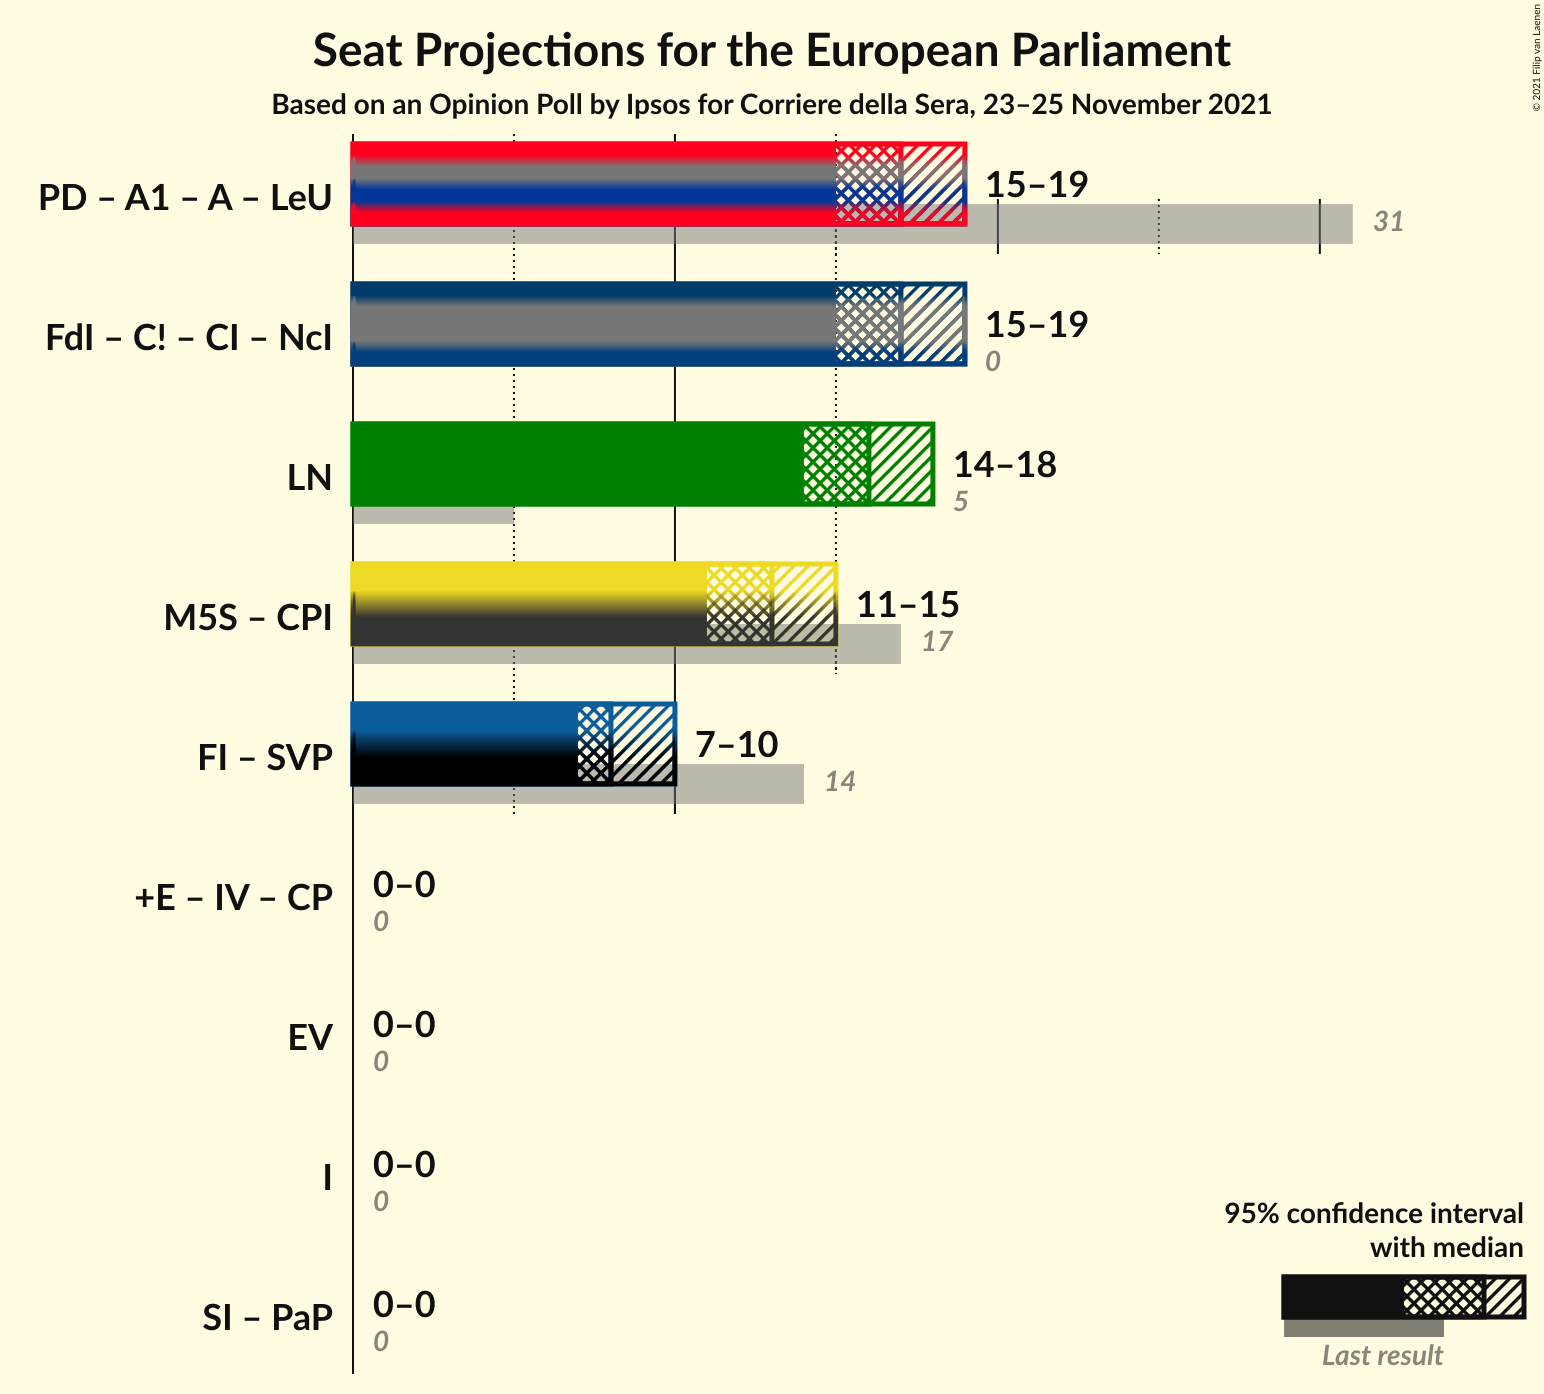 Seat Projections for the European Parliament
Based on an Opinion Poll by Ipsos for Corriere della Sera, 23–25 November 2021
© 2021 Filip van Laenen
PD – A1 – A – LeU
15–19
31
FdI – C! – CI – NcI
15–19
0
LN
14–18
5
M5S – CPI
11–15
17
FI – SVP
7–10
14
+E – IV – CP
0–0
0
EV
0–0
0
I
0–0
0
SI – PaP
0–0
0
95% confidence interval
with median
Last result